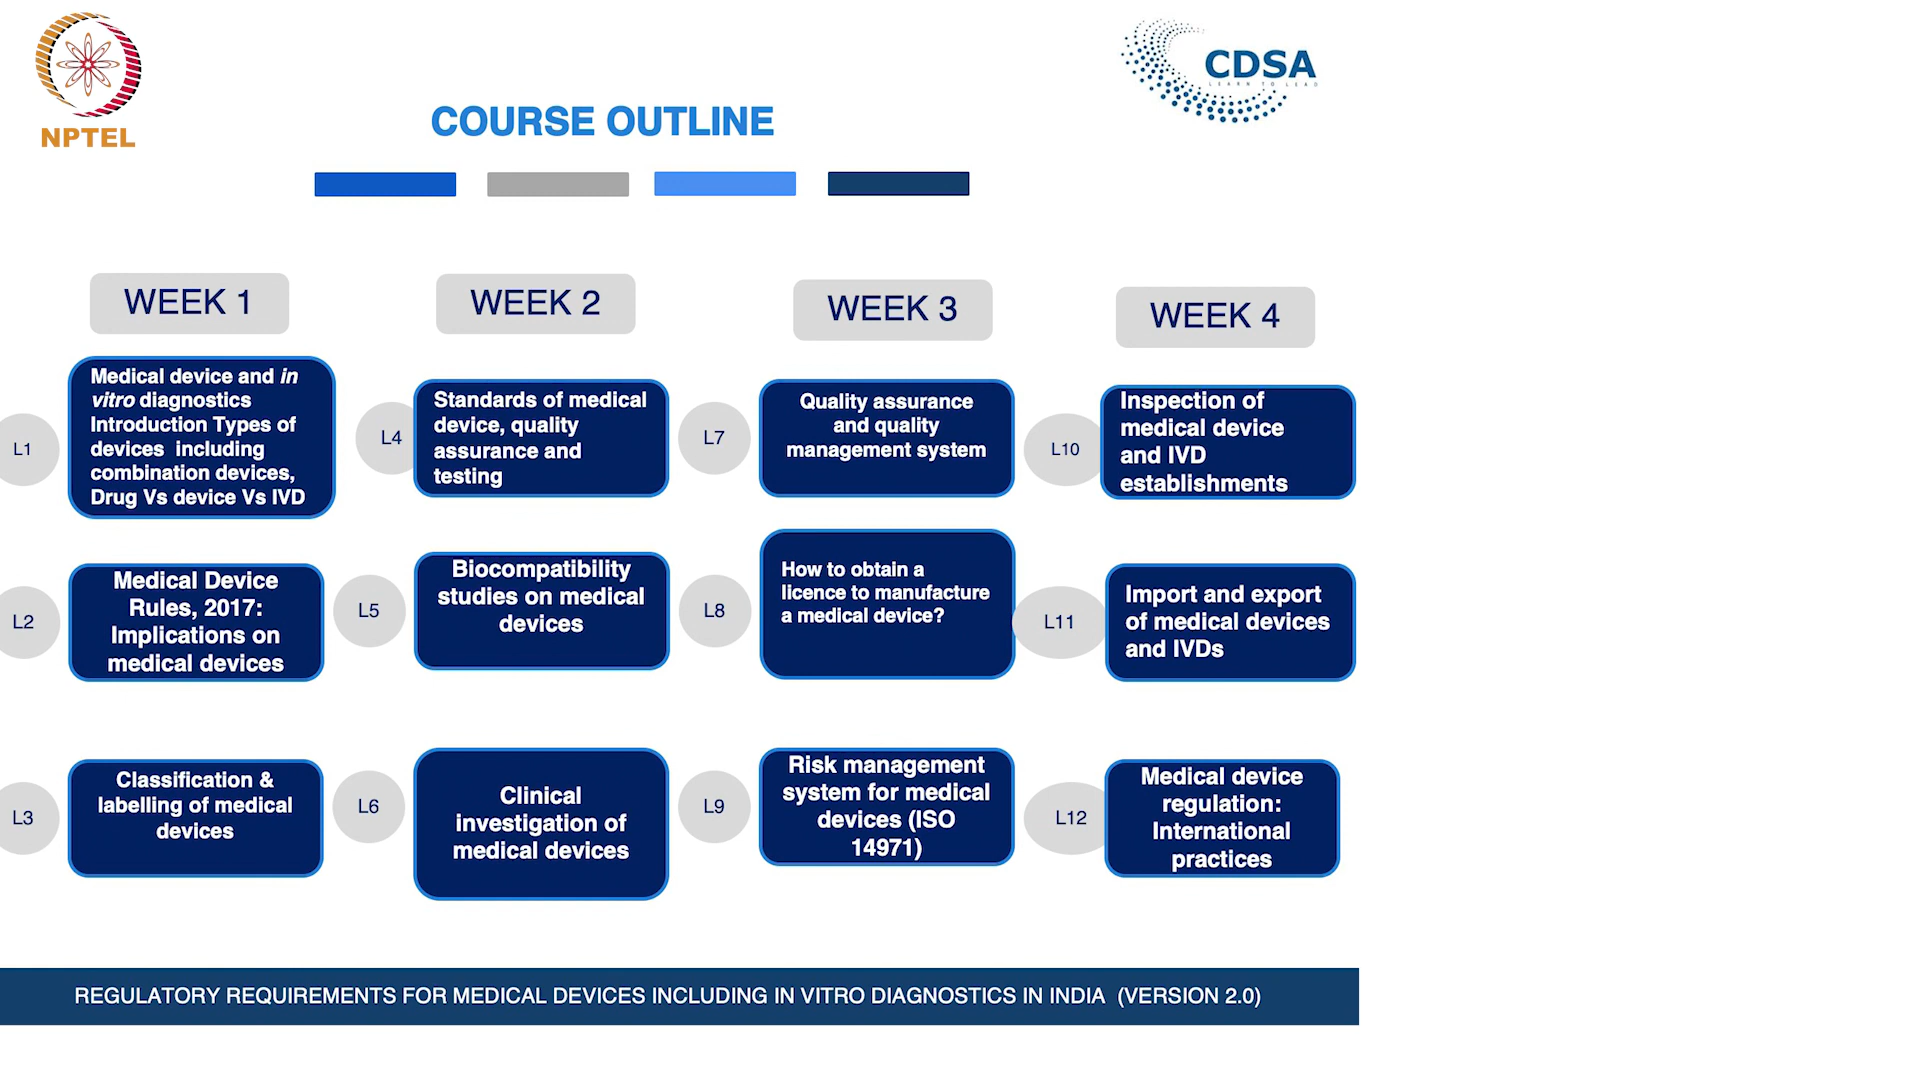 NPTEL
CDSA
LEARN TO LEAD
COURSE OUTLINE
WEEK 1
L1
Medical device and in
vitro diagnostics
Introduction Types of
devices including
combination devices,
Drug Vs device Vs IVD
L2
Medical Device
Rules, 2017:
Implications on
medical devices
L3
Classification &
labelling of medical
devices
WEEK 2
L4
Standards of medical
device, quality
assurance and
testing
L5
Biocompatibility
studies on medical
devices
L6
Clinical
investigation of
medical devices
WEEK 3
L7
Quality assurance
and quality
management system
L8
How to obtain a
licence to manufacture
a medical device?
L9
Risk management
system for medical
devices (ISO
14971)
WEEK 4
L10
Inspection of
medical device
and IVD
establishments
L11
Import and export
of medical devices
and IVDs
L12
Medical device
regulation:
International
practices
REGULATORY REQUIREMENTS FOR MEDICAL DEVICES INCLUDING IN VITRO DIAGNOSTICS IN INDIA (VERSION 2.0)